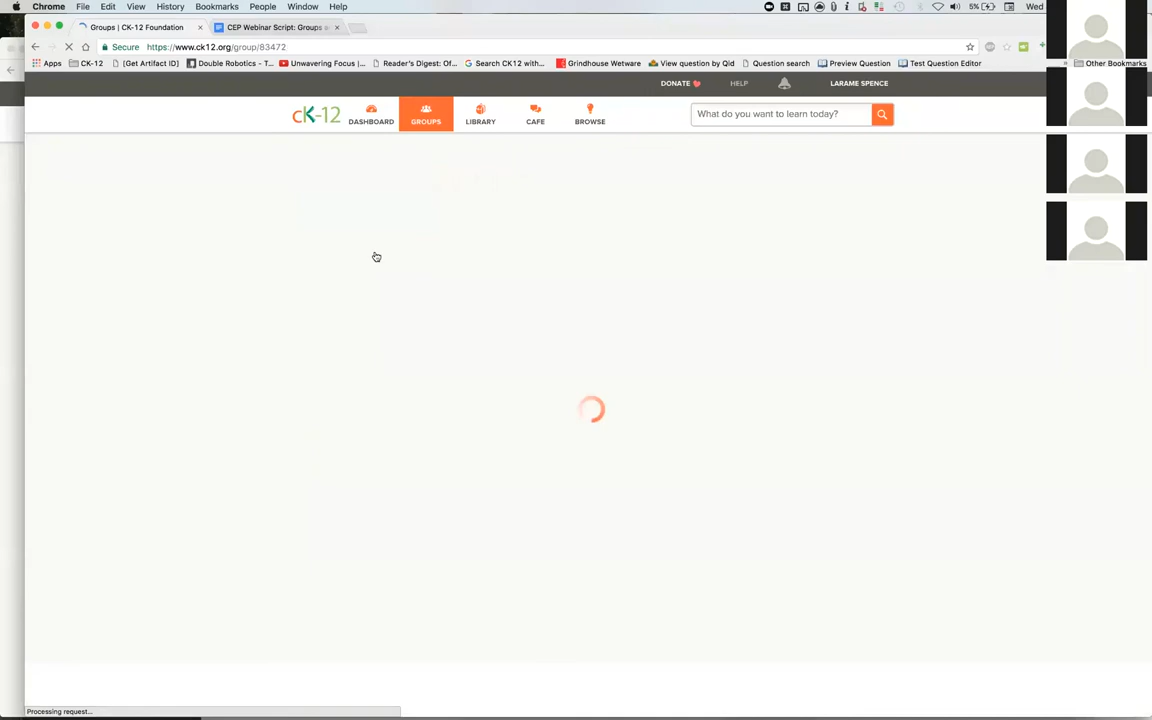 Chrome File Edit View History Bookmarks People Window Help 5% Wed
Groups | CK-12 Foundation × CEP Webinar Script: Groups a ×
Secure https://www.ck12.org/group/83472
Apps CK-12 [Get Artifact ID] Double Robotics - T... Unwavering Focus |... Reader's Digest: Of... Search CK12 with... Grindhouse Wetware View question by Qid Question search Preview Question Test Question Editor » Other Bookmarks
DONATE HELP LARAME SPENCE
cK-12 DASHBOARD GROUPS LIBRARY CAFE BROWSE What do you want to learn today?
Processing request...